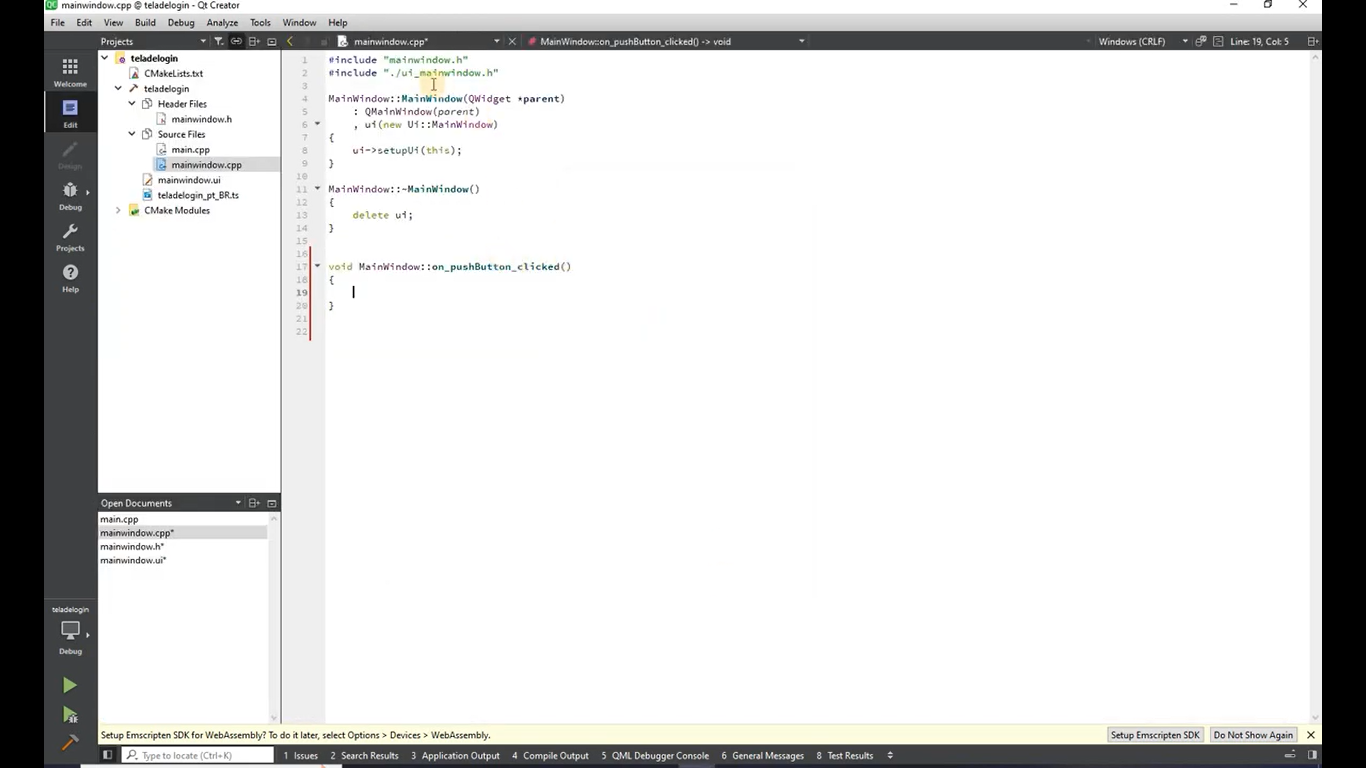 mainwindow.cpp @ teladelogin - Qt Creator
File Edit View Build Debug Analyze Tools Window Help
Projects
mainwindow.cpp*
MainWindow::on_pushButton_clicked() -> void
Windows (CRLF)
Line: 19, Col: 5
Welcome
Edit
Design
Debug
Projects
Help
teladelogin
CMakeLists.txt
teladelogin
Header Files
mainwindow.h
Source Files
main.cpp
mainwindow.cpp
mainwindow.ui
teladelogin_pt_BR.ts
CMake Modules
1 #include "mainwindow.h"
2 #include "./ui_mainwindow.h"
3
4 MainWindow::MainWindow(QWidget *parent)
5 : QMainWindow(parent)
6 , ui(new Ui::MainWindow)
7 {
8 ui->setupUi(this);
9 }
10
11 MainWindow::~MainWindow()
12 {
13 delete ui;
14 }
15
16
17 void MainWindow::on_pushButton_clicked()
18 {
19
20 }
21
22
Open Documents
main.cpp
mainwindow.cpp*
mainwindow.h*
mainwindow.ui*
teladelogin
Debug
Setup Emscripten SDK for WebAssembly? To do it later, select Options > Devices > WebAssembly.
Setup Emscripten SDK
Do Not Show Again
Type to locate (Ctrl+K)
1 Issues 2 Search Results 3 Application Output 4 Compile Output 5 QML Debugger Console 6 General Messages 8 Test Results